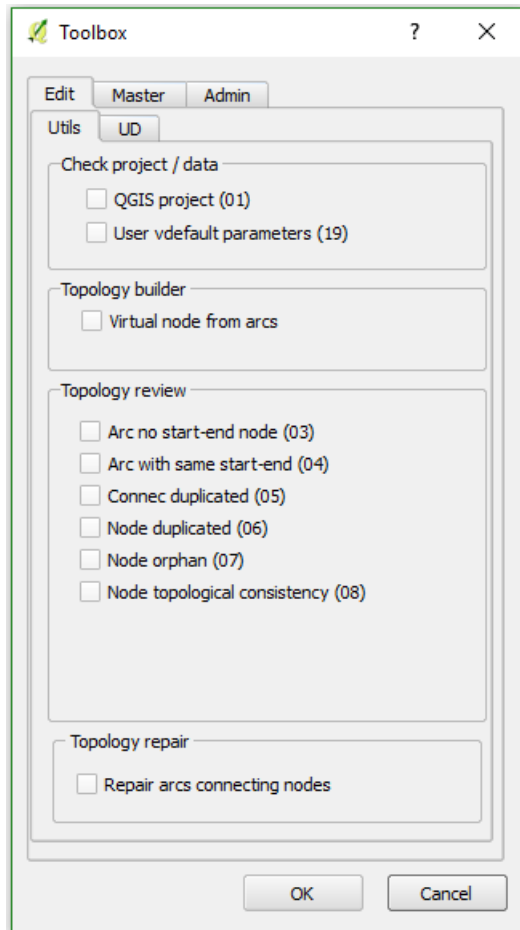 Toolbox ?
Edit Master Admin
Utils UD
Check project / data
QGIS project (01)
User vdefault parameters (19)
Topology builder
Virtual node from arcs
Topology review
Arc no start-end node (03)
Arc with same start-end (04)
Connec duplicated (05)
Node duplicated (06)
Node orphan (07)
Node topological consistency (08)
Topology repair
Repair arcs connecting nodes
OK Cancel